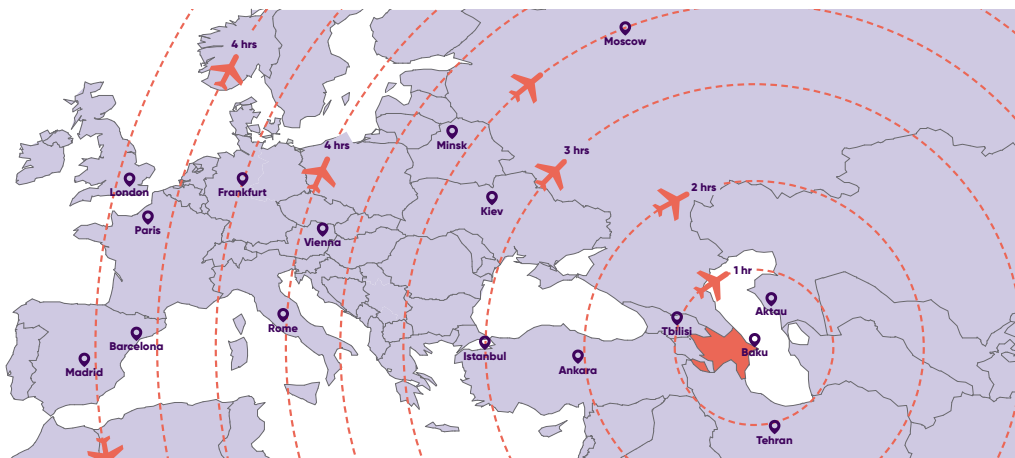 Moscow
4 hrs
Minsk
4 hrs
3 hrs
London
Frankfurt
2 hrs
Kiev
Paris
Vienna
1 hr
Aktau
Rome
Tbilisi
Barcelona
Istanbul
Baku
Madrid
Ankara
Tehran